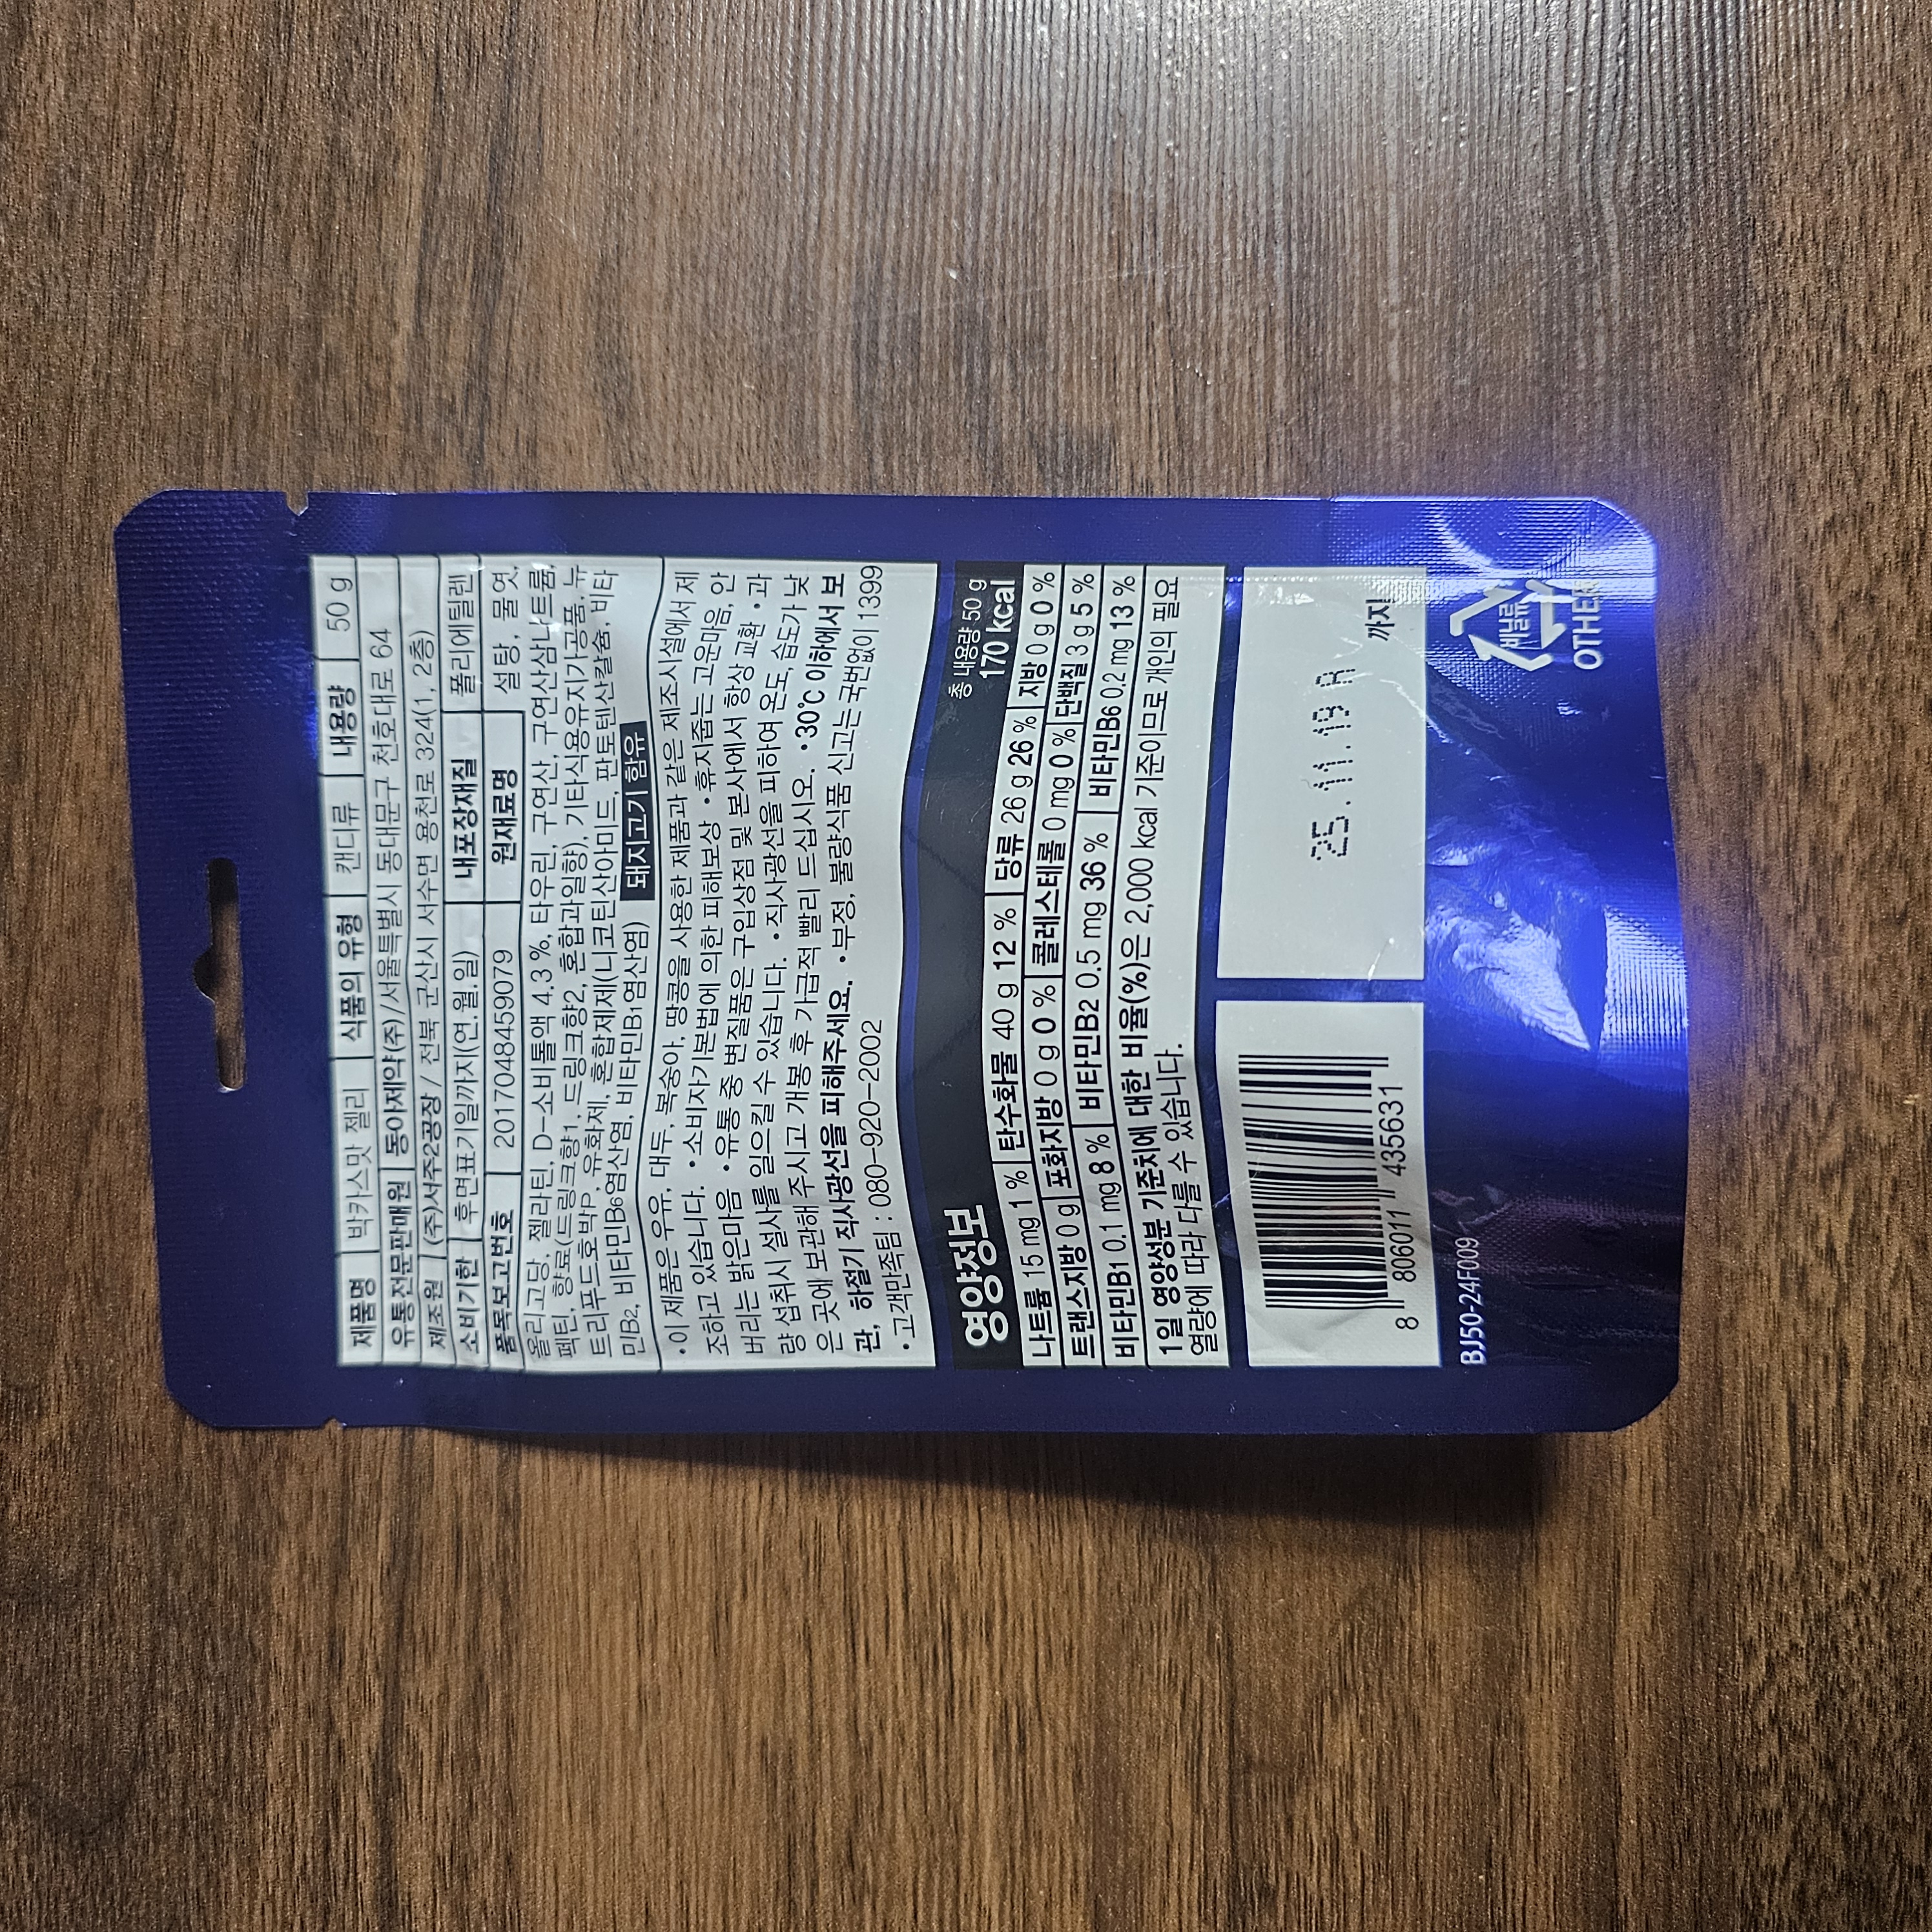 제품명 박카스맛 젤리 식품의 유형 캔디류 내용량 50 g
유통전문판매원 동아제약(주)/서울특별시 동대문구 천호대로 64
제조원 (주)서주2공장 / 전북 군산시 서수면 용천로 324(1, 2층)
소비기한 후면표기일까지(연.월.일) 내포장재질 폴리에틸렌
품목보고번호 20170484459079 원재료명 설탕, 물엿,
올리고당, 젤라틴, D-소비톨액 4.3 %, 타우린, 구연산, 구연산삼나트륨,
펙틴, 향료(드링크향1, 드링크향2, 혼합과일향), 기타식용유지가공품, 뉴
트리푸드호박P, 유화제, 혼합제제(니코틴산아미드, 판토텐산칼슘, 비타
민B2, 비타민B6염산염, 비타민B1염산염) 돼지고기 함유
•이 제품은 우유, 대두, 복숭아, 땅콩을 사용한 제품과 같은 제조시설에서 제
조하고 있습니다. •소비자기본법에 의한 피해보상 •휴지줍는 고운마음, 안
버리는 밝은마음 •유통 중 변질품은 구입상점 및 본사에서 항상 교환 •과
량 섭취시 설사를 일으킬 수 있습니다. •직사광선을 피하여 온도, 습도가 낮
은 곳에 보관해 주시고 개봉 후 가급적 빨리 드십시오. •30℃ 이하에서 보
관, 하절기 직사광선을 피해주세요. •부정, 불량식품 신고는 국번없이 1399
•고객만족팀 : 080-920-2002
영양정보 총 내용량 50 g
170 kcal
나트륨 15 mg 1 % 탄수화물 40 g 12 % 당류 26 g 26 % 지방 0 g 0 %
트랜스지방 0 g 포화지방 0 g 0 % 콜레스테롤 0 mg 0 % 단백질 3 g 5 %
비타민B1 0.1 mg 8 % 비타민B2 0.5 mg 36 % 비타민B6 0.2 mg 13 %
1일 영양성분 기준치에 대한 비율(%)은 2,000 kcal 기준이므로 개인의 필요
열량에 따라 다를 수 있습니다.
25.11.19 A
까지
8 806011 435631
BJ50-24F009
비닐류
OTHER